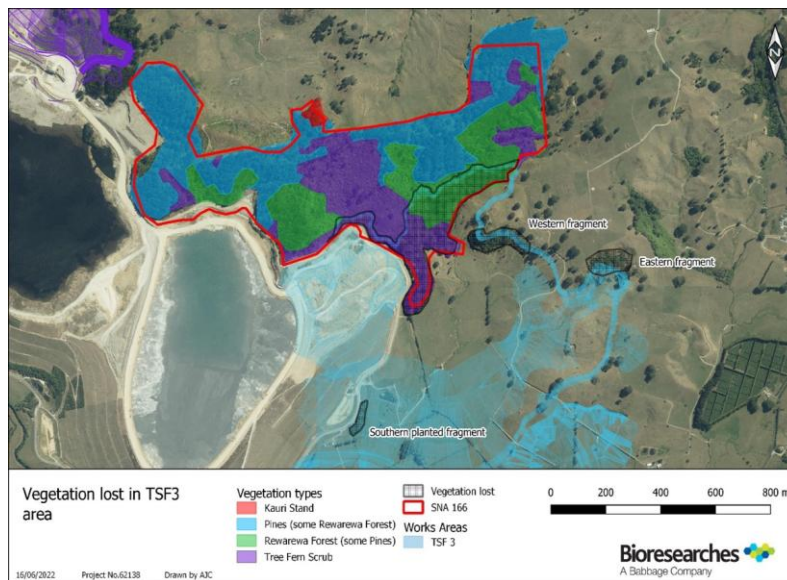 N
Western fragment
Eastern fragment
Southern planted fragment
Vegetation lost in TSF3
area
Vegetation types
Kauri Stand
Pines (some Rewarewa Forest)
Rewarewa Forest (some Pines)
Tree Fern Scrub
Vegetation lost
SNA 166
Works Areas
TSF 3
0 200 400 600 800 m
Bioresearches
A Babbage Company
16/06/2022 Project No.62138 Drawn by AJC